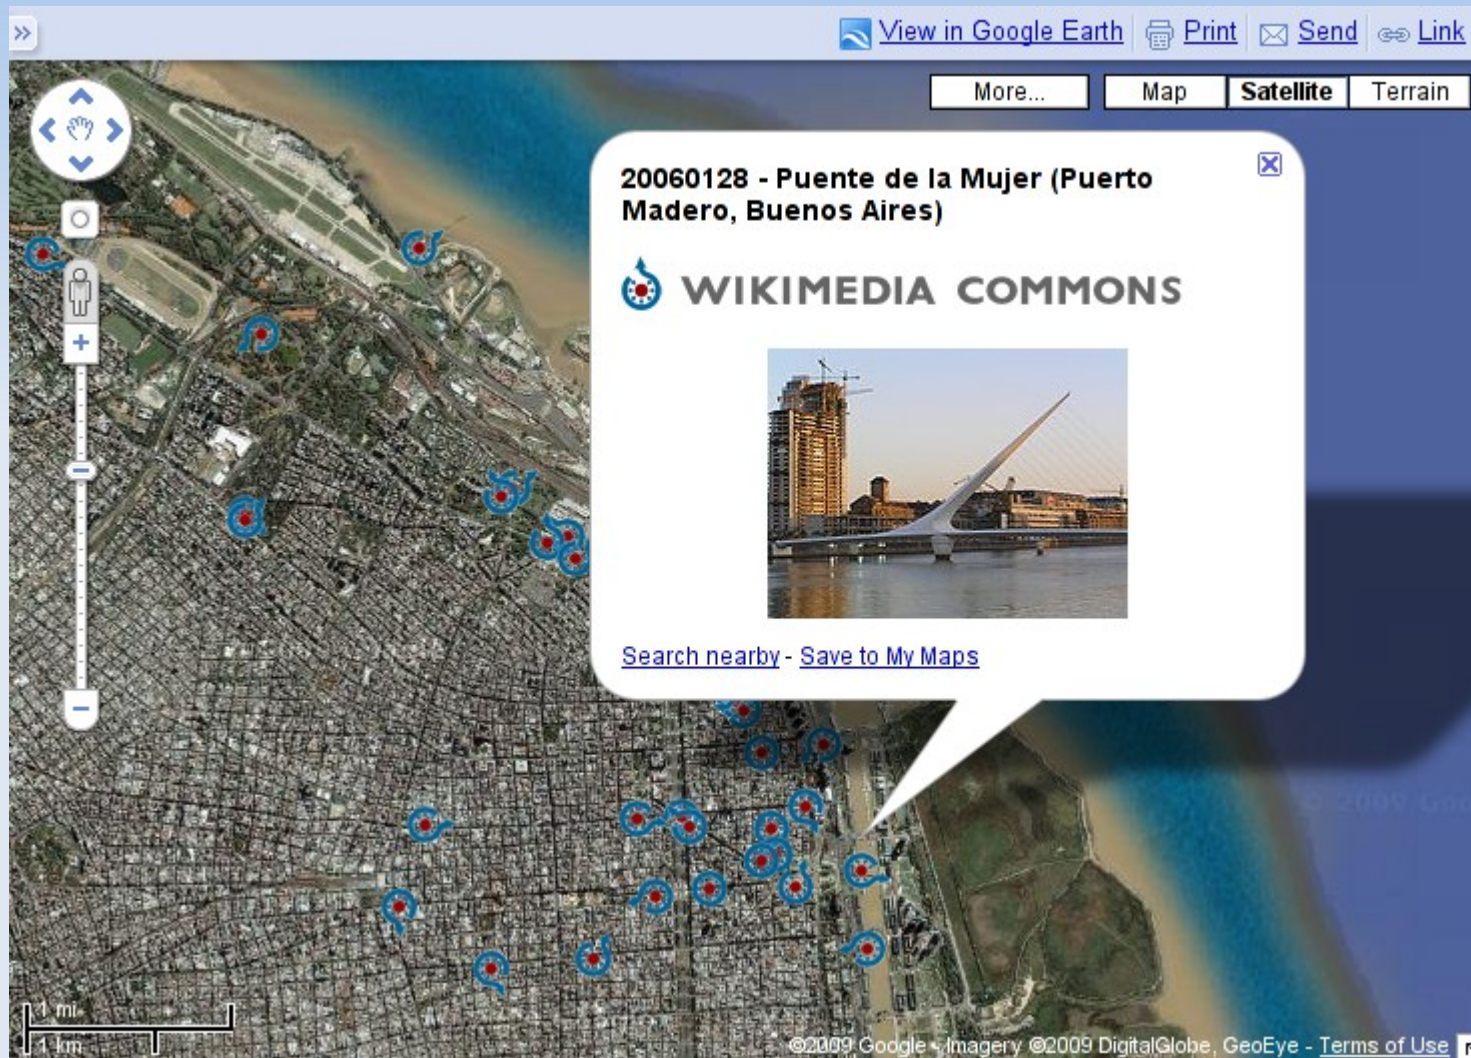 »
View in Google Earth Print Send Link
More... Map Satellite Terrain
20060128 - Puente de la Mujer (Puerto
Madero, Buenos Aires)
WIKIMEDIA COMMONS
Search nearby - Save to My Maps
© 2009 Goo
1 mi
1 km
©2009 Google - Imagery ©2009 DigitalGlobe, GeoEye - Terms of Use